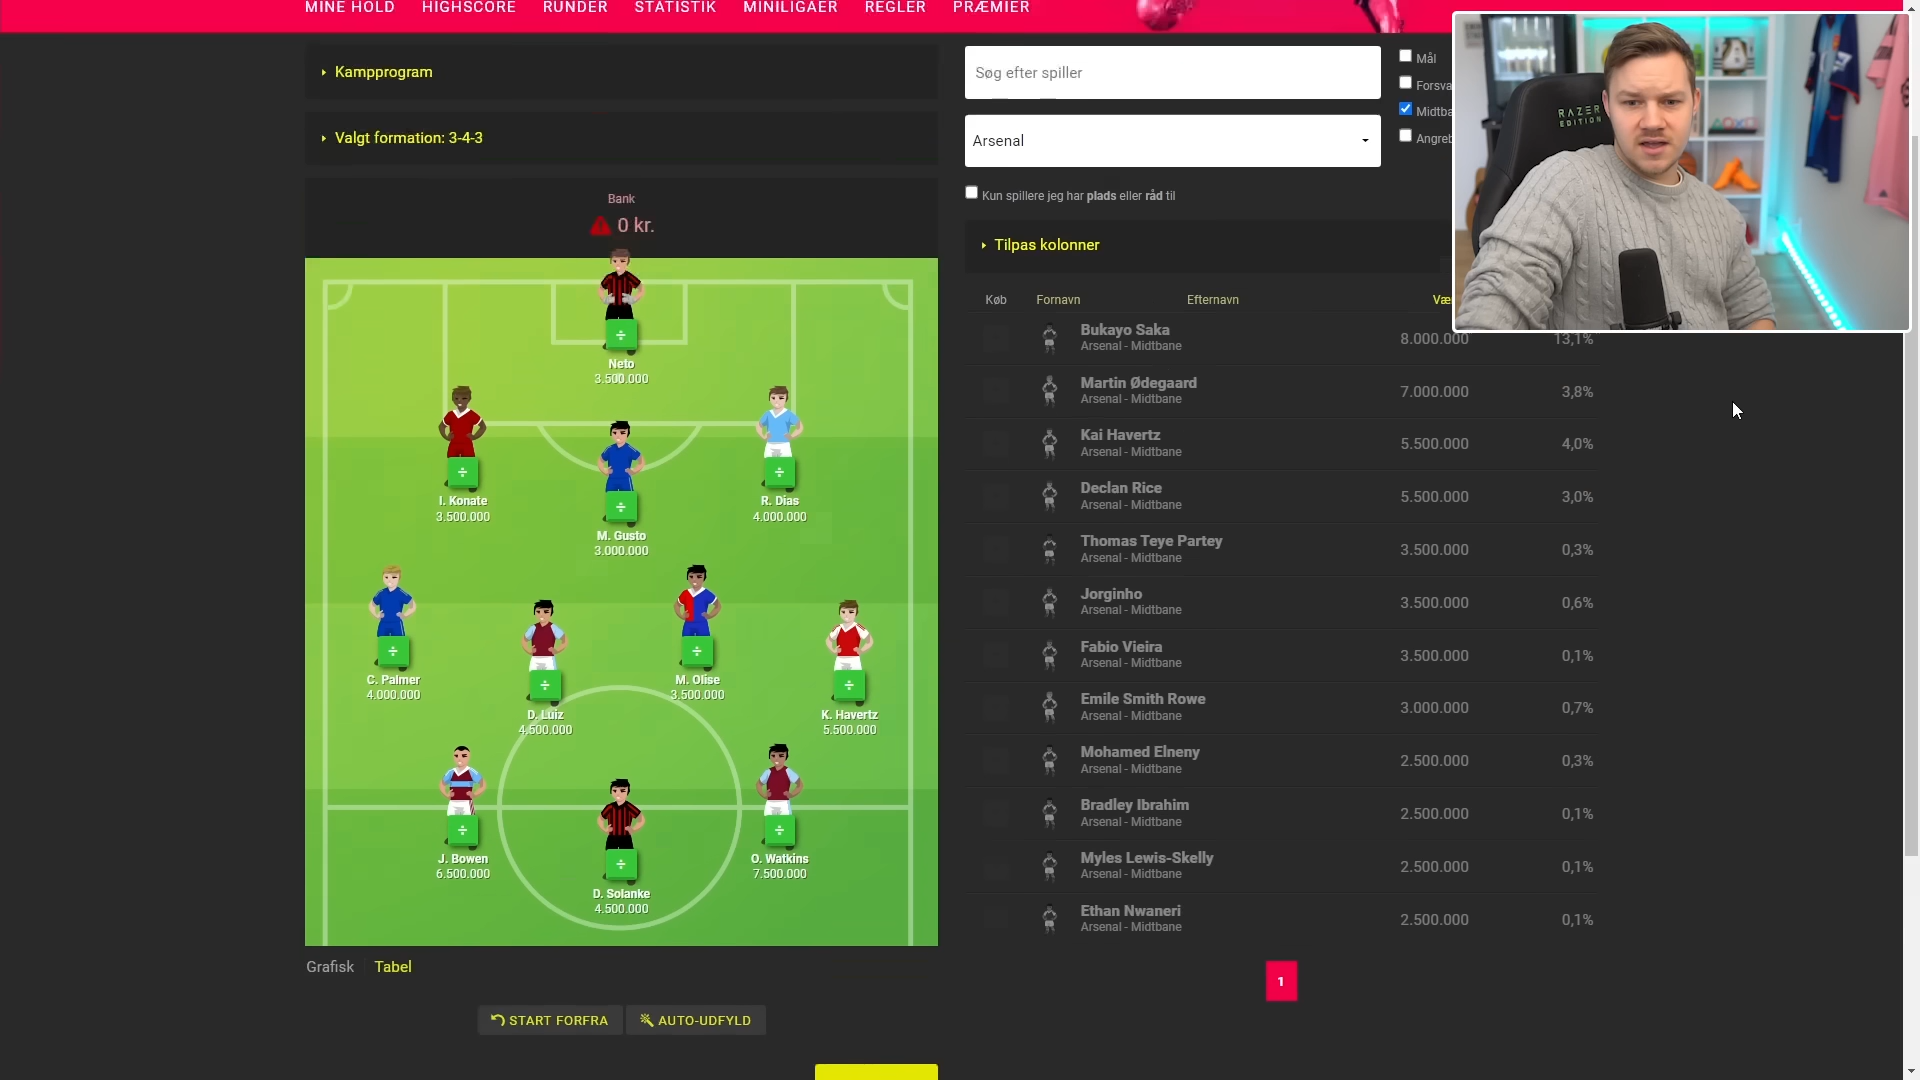 MINE HOLD HIGHSCORE RUNDER STATISTIK MINILIGAER REGLER PRÆMIER
Kampprogram
Valgt formation: 3-4-3
Bank
0 kr.
Neto
3.500.000
I. Konate
3.500.000
R. Dias
4.000.000
M. Gusto
3.000.000
C. Palmer
4.000.000
M. Olise
3.500.000
D. Luiz
4.500.000
K. Havertz
5.500.000
J. Bowen
6.500.000
O. Watkins
7.500.000
D. Solanke
4.500.000
Grafisk Tabel
START FORFRA
AUTO-UDFYLD
Søg efter spiller
Arsenal
Mål
Forsva
Midtba
Angreb
Kun spillere jeg har plads eller råd til
Tilpas kolonner
Køb Fornavn Efternavn Væ
Bukayo Saka 8.000.000 13,1%
Arsenal - Midtbane
Martin Ødegaard 7.000.000 3,8%
Arsenal - Midtbane
Kai Havertz 5.500.000 4,0%
Arsenal - Midtbane
Declan Rice 5.500.000 3,0%
Arsenal - Midtbane
Thomas Teye Partey 3.500.000 0,3%
Arsenal - Midtbane
Jorginho 3.500.000 0,6%
Arsenal - Midtbane
Fabio Vieira 3.500.000 0,1%
Arsenal - Midtbane
Emile Smith Rowe 3.000.000 0,7%
Arsenal - Midtbane
Mohamed Elneny 2.500.000 0,3%
Arsenal - Midtbane
Bradley Ibrahim 2.500.000 0,1%
Arsenal - Midtbane
Myles Lewis-Skelly 2.500.000 0,1%
Arsenal - Midtbane
Ethan Nwaneri 2.500.000 0,1%
Arsenal - Midtbane
1
RAZER
EDITION